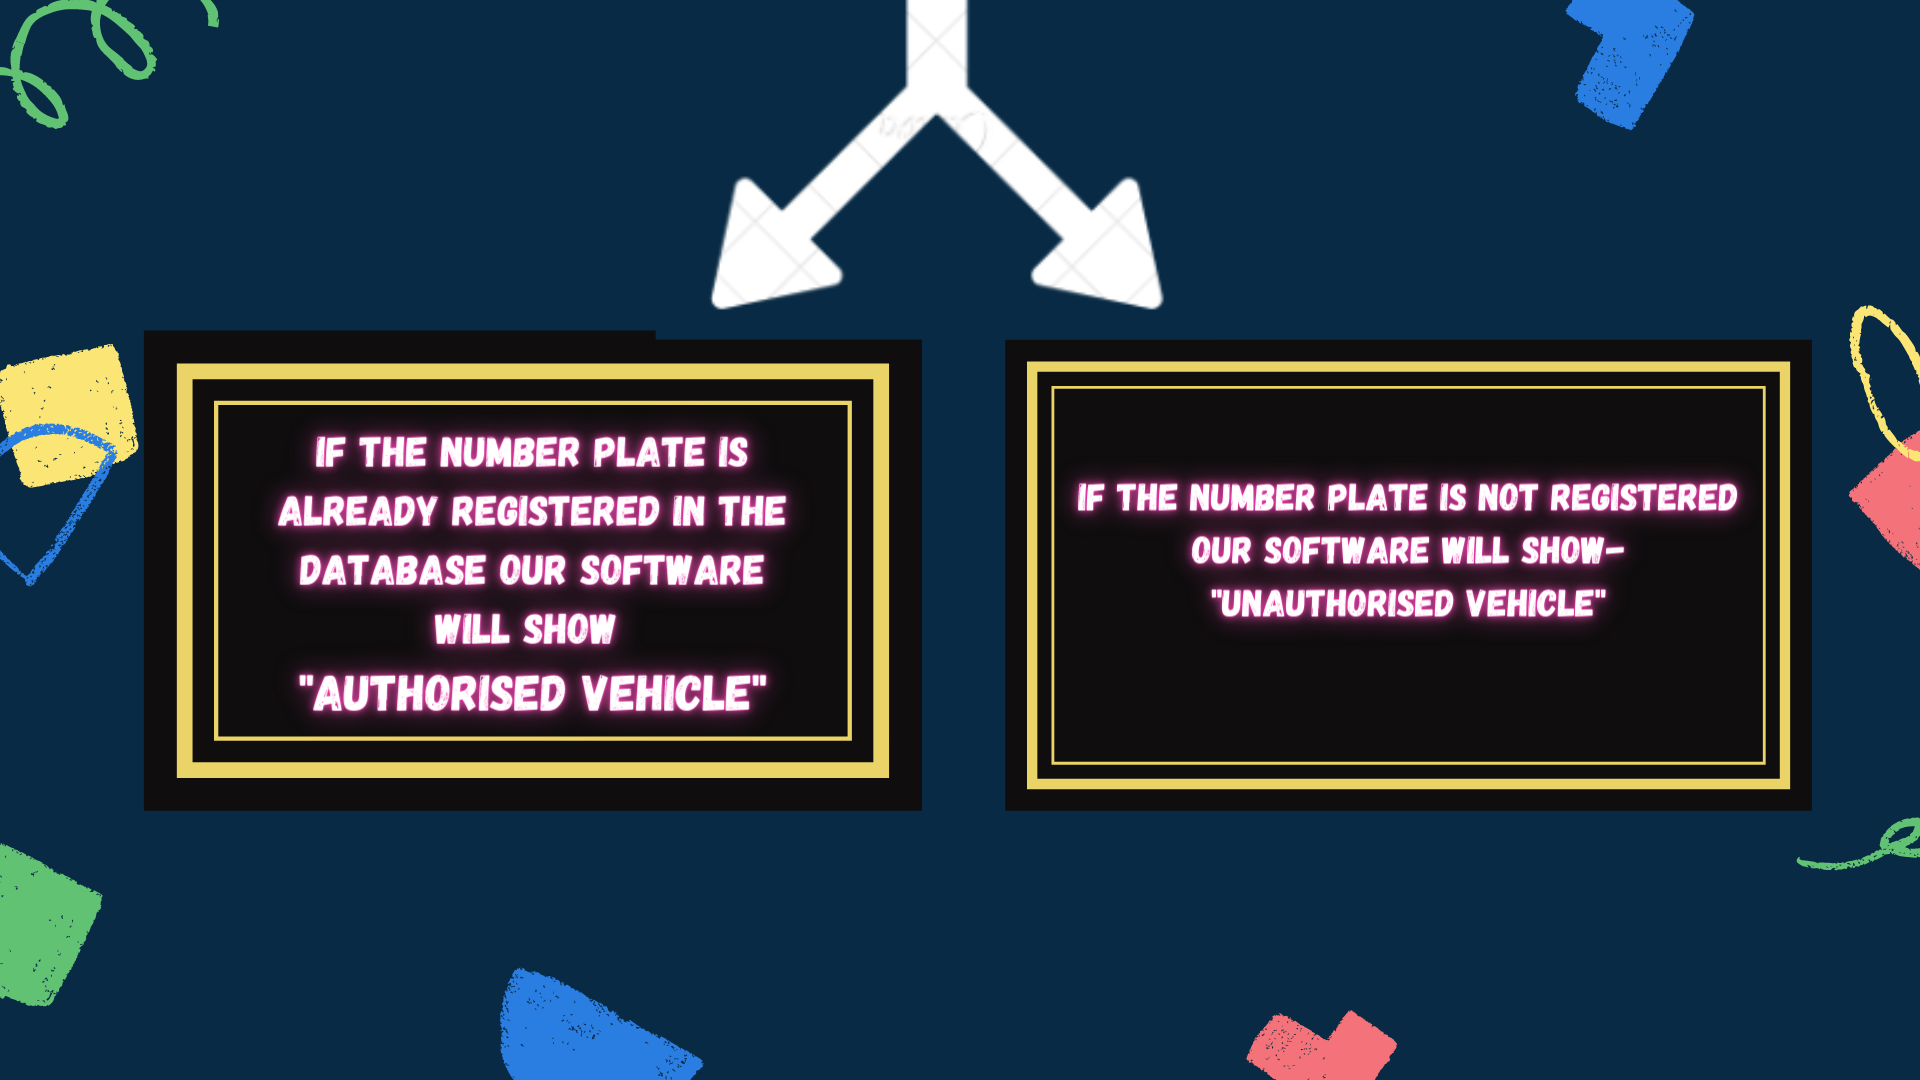 IF THE NUMBER PLATE IS
ALREADY REGISTERED IN THE
DATABASE OUR SOFTWARE
WILL SHOW
"AUTHORISED VEHICLE"
IF THE NUMBER PLATE IS NOT REGISTERED
OUR SOFTWARE WILL SHOW-
"UNAUTHORISED VEHICLE"